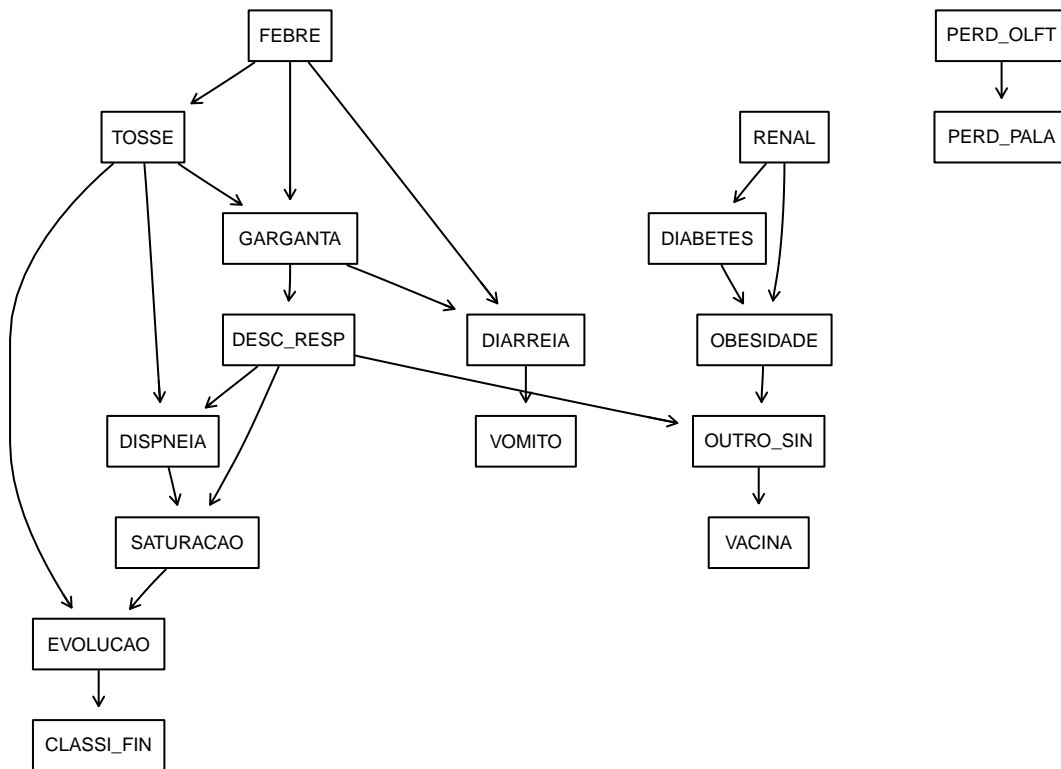 FEBRE
PERD_OLFT
TOSSE
RENAL
PERD_PALA
GARGANTA
DIABETES
DESC_RESP
DIARREIA
OBESIDADE
DISPNEIA
VOMITO
OUTRO_SIN
SATURACAO
VACINA
EVOLUCAO
CLASSI_FIN